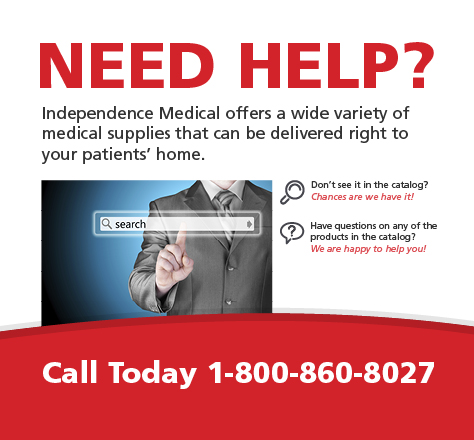 NEED HELP?
Independence Medical offers a wide variety of
medical supplies that can be delivered right to
your patients’ home.
search
Don’t see it in the catalog?
Chances are we have it!
Have questions on any of the
products in the catalog?
We are happy to help you!
Call Today 1-800-860-8027